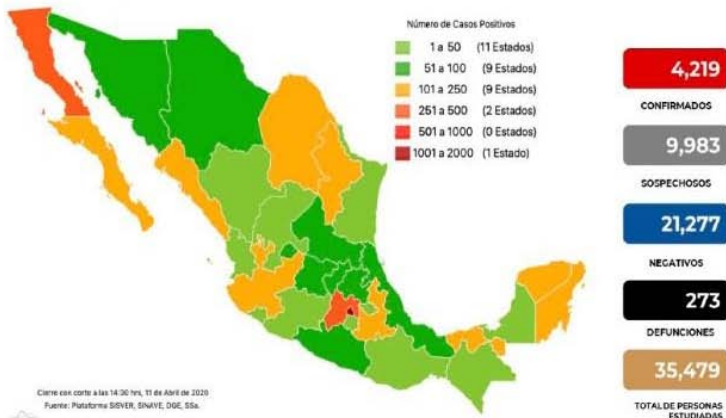 Número de Casos Positivos
1 a 50 (11 Estados)
51 a 100 (9 Estados)
101 a 250 (9 Estados)
251 a 500 (2 Estados)
501 a 1000 (0 Estados)
1001 a 2000 (1 Estado)
4,219
CONFIRMADOS
9,983
SOSPECHOSOS
21,277
NEGATIVOS
273
DEFUNCIONES
35,479
TOTAL DE PERSONAS
ESTUDIADAS
Cierre con corte a las 14:30 hrs, 11 de Abril de 2020
Fuente: Plataforma SISVER, SINAVE, DGE, SSa.